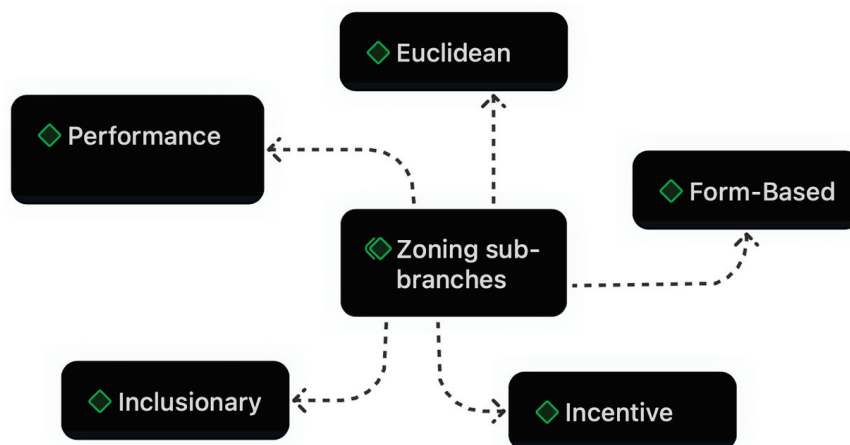 Euclidean
Performance
Form-Based
Zoning sub-
branches
Inclusionary
Incentive